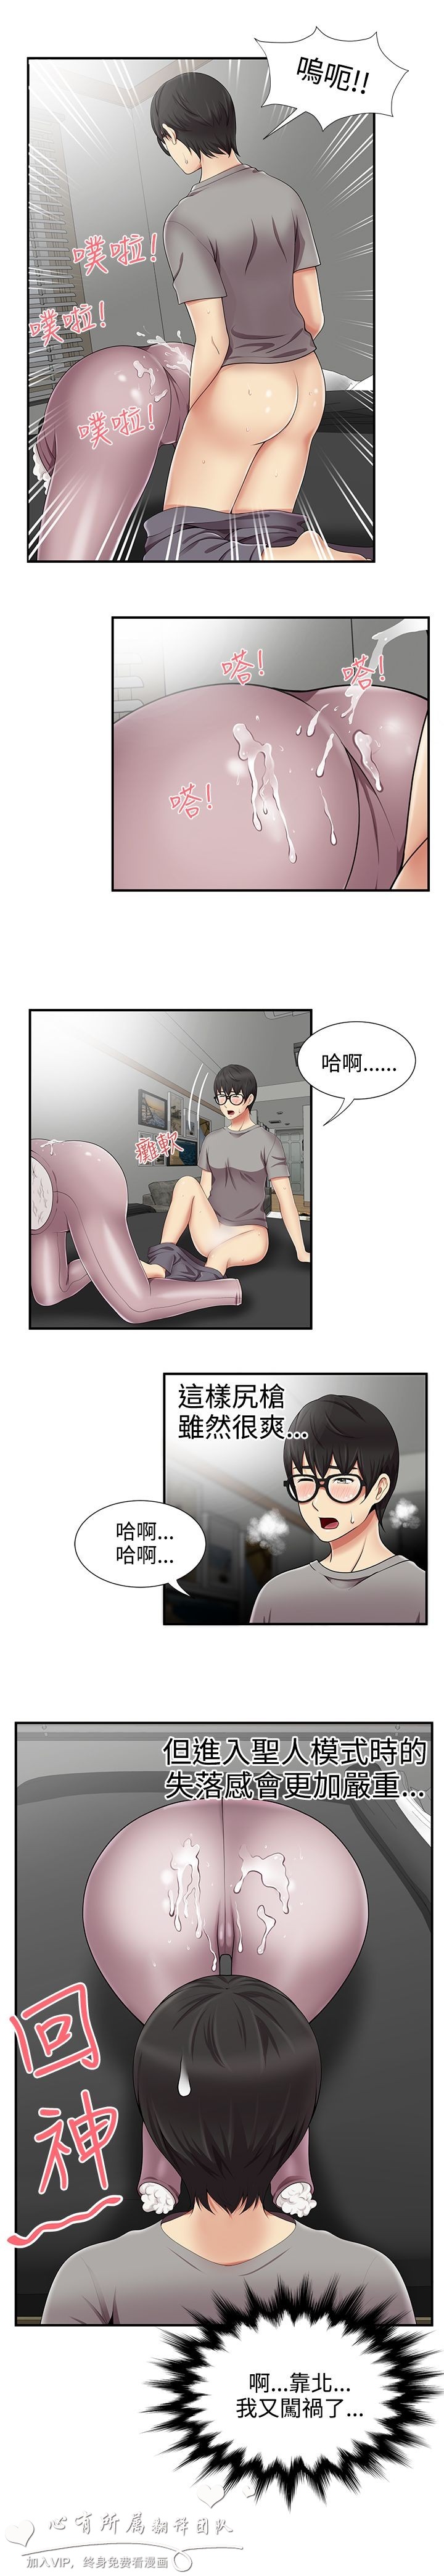 嗚呃!!
噗啦!
噗啦!
噗啦!
嗒!
嗒!
嗒!
哈啊......
癱軟
這樣尻槍
雖然很爽...
哈啊...
哈啊...
但進入聖人模式時的
失落感會更加嚴重...
回神
啊...靠北...
我又闖禍了...
心有所属翻译团队
加入VIP，终身免费看漫画